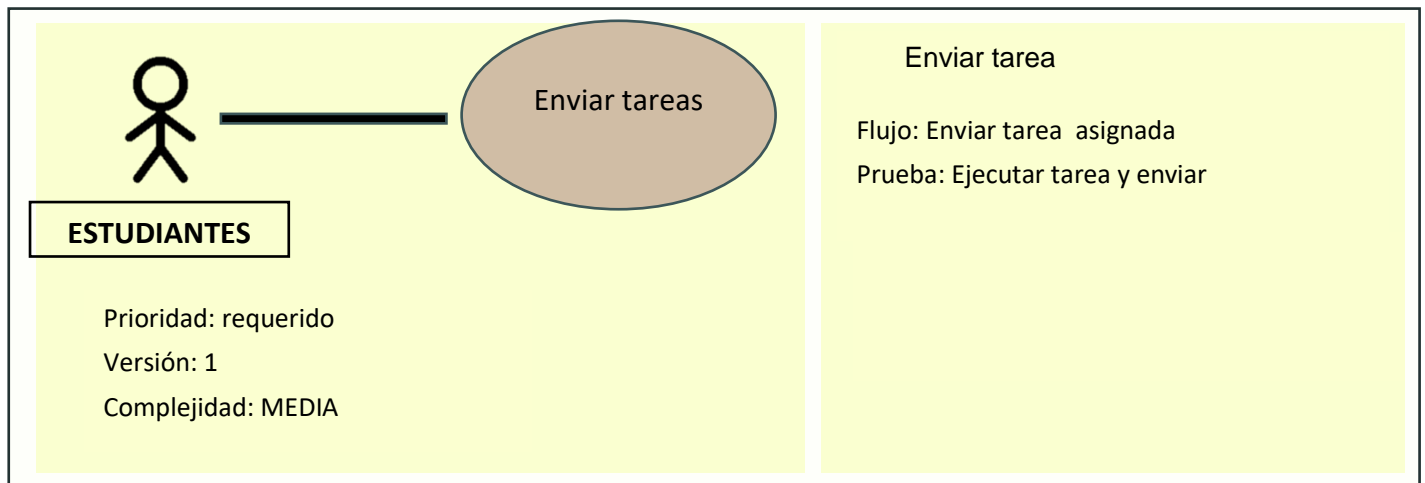 Enviar tareas
ESTUDIANTES
Prioridad: requerido
Versión: 1
Complejidad: MEDIA
Enviar tarea
Flujo: Enviar tarea  asignada
Prueba: Ejecutar tarea y enviar